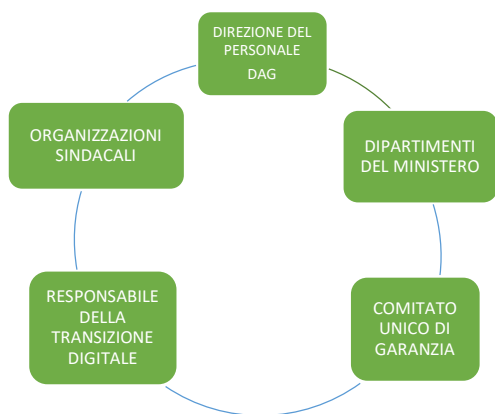 DIREZIONE DEL
PERSONALE
DAG
DIPARTIMENTI
DEL MINISTERO
COMITATO
UNICO DI
GARANZIA
RESPONSABILE
DELLA
TRANSIZIONE
DIGITALE
ORGANIZZAZIONI
SINDACALI